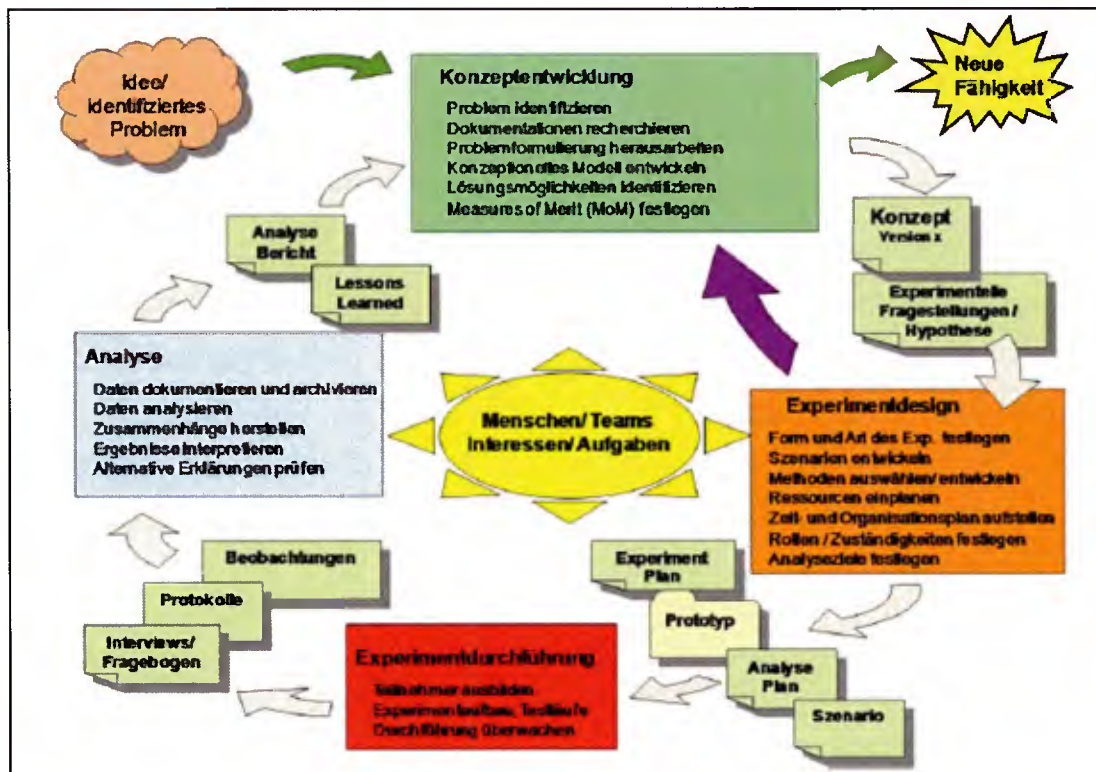 Idee/
identifiziertes
Problem
Konzeptentwicklung
Problem identifizieren
Dokumentationen recherchieren
Problemformulierung herausarbeiten
Konzeptionelles Modell entwickeln
Lösungsmöglichkeiten identifizieren
Measures of Merit (MoM) festlegen
Neue
Fähigkeit
Konzept
Version x
Experimentelle
Fragestellungen /
Hypothese
Analyse
Bericht
Lessons
Learned
Analyse
Daten dokumentieren und archivieren
Daten analysieren
Zusammenhänge herstellen
Ergebnisse interpretieren
Alternative Erklärungen prüfen
Menschen/ Teams
Interessen/ Aufgaben
Experimentdesign
Form und Art des Exp. festlegen
Szenarien entwickeln
Methoden auswählen/ entwickeln
Ressourcen einplanen
Zeit- und Organisationsplan aufstellen
Rollen / Zuständigkeiten festlegen
Analyseziele festlegen
Experiment
Plan
Prototyp
Analyse
Plan
Szenario
Experimentdurchführung
Teilnehmer ausbilden
Experimentaufbau, Testläufe
Durchführung überwachen
Beobachtungen
Protokolle
Interviews/
Fragebogen